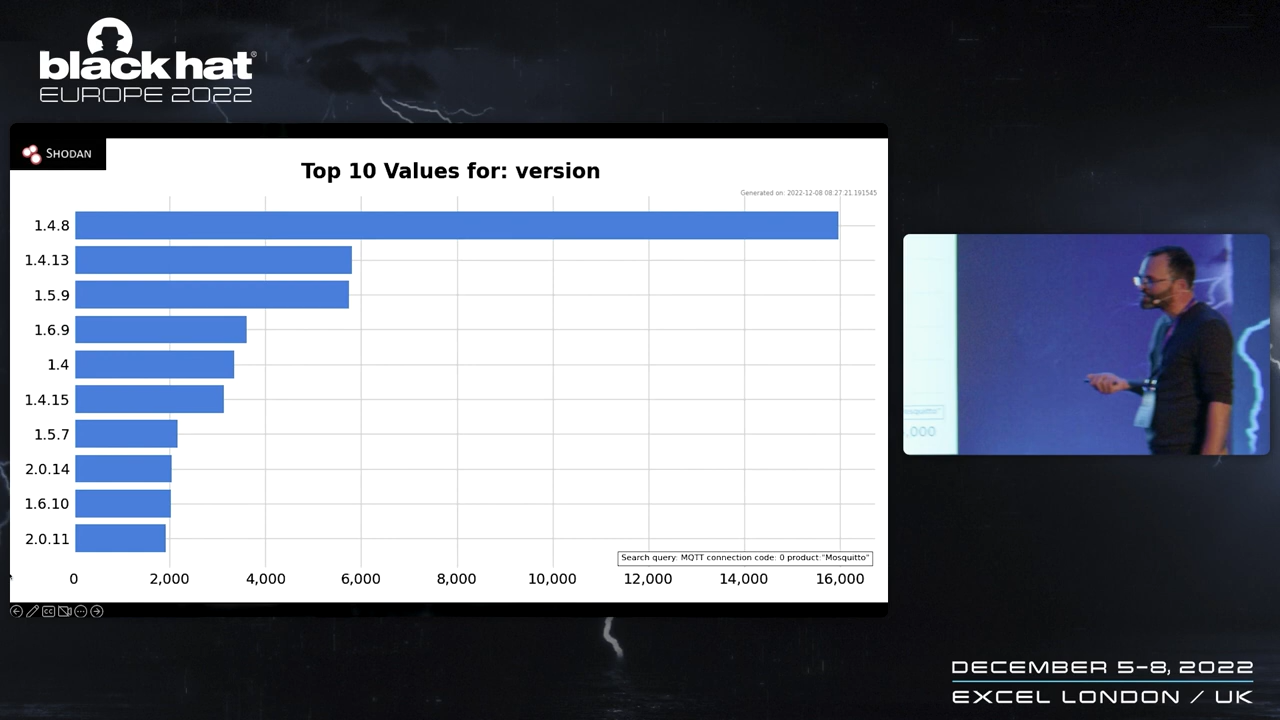 black hat®
EUROPE 2022
SHODAN
Top 10 Values for: version
Generated on: 2022-12-08 08:27:21.191545
1.4.8
1.4.13
1.5.9
1.6.9
1.4
1.4.15
1.5.7
2.0.14
1.6.10
2.0.11
Search query: MQTT connection code: 0 product:"Mosquitto"
0 2,000 4,000 6,000 8,000 10,000 12,000 14,000 16,000
CC
,000
DECEMBER 5-8, 2022
EXCEL LONDON / UK